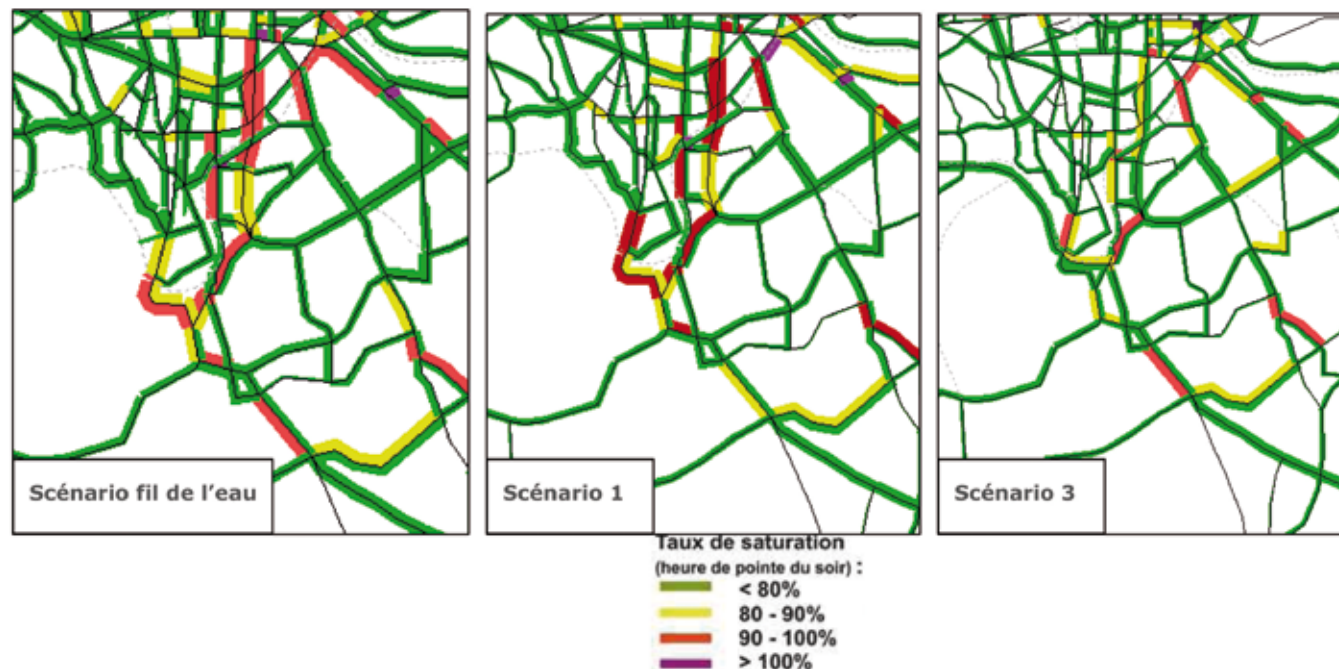 Scénario fil de l'eau
Scénario 1
Scénario 3
Taux de saturation
(heure de pointe du soir) :
< 80%
80 - 90%
90 - 100%
> 100%